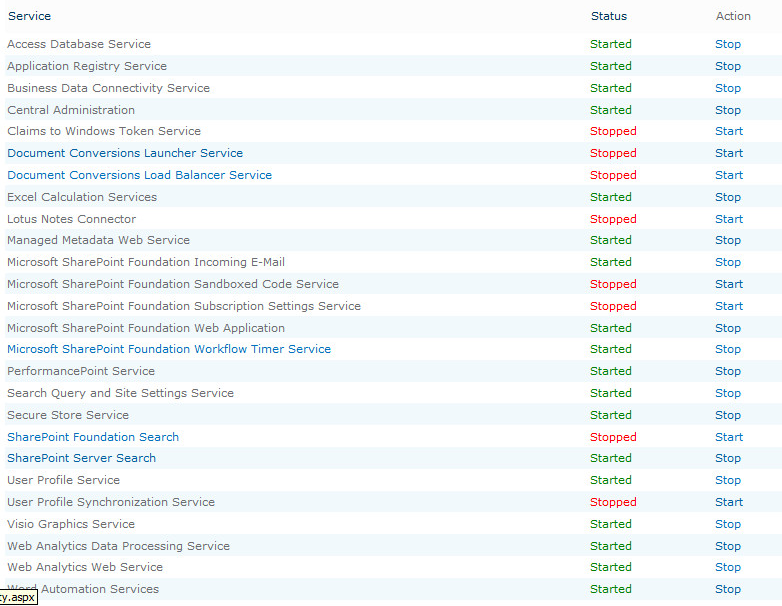 Service Status Action
Access Database Service Started Stop
Application Registry Service Started Stop
Business Data Connectivity Service Started Stop
Central Administration Started Stop
Claims to Windows Token Service Stopped Start
Document Conversions Launcher Service Stopped Start
Document Conversions Load Balancer Service Stopped Start
Excel Calculation Services Started Stop
Lotus Notes Connector Stopped Start
Managed Metadata Web Service Started Stop
Microsoft SharePoint Foundation Incoming E-Mail Started Stop
Microsoft SharePoint Foundation Sandboxed Code Service Stopped Start
Microsoft SharePoint Foundation Subscription Settings Service Stopped Start
Microsoft SharePoint Foundation Web Application Started Stop
Microsoft SharePoint Foundation Workflow Timer Service Started Stop
PerformancePoint Service Started Stop
Search Query and Site Settings Service Started Stop
Secure Store Service Started Stop
SharePoint Foundation Search Stopped Start
SharePoint Server Search Started Stop
User Profile Service Started Stop
User Profile Synchronization Service Stopped Start
Visio Graphics Service Started Stop
Web Analytics Data Processing Service Started Stop
Web Analytics Web Service Started Stop
Word Automation Services Started Stop
ty.aspx